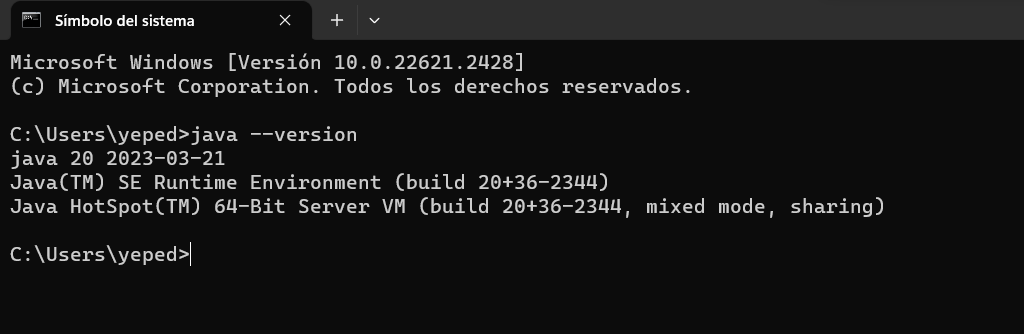 Símbolo del sistema
Microsoft Windows [Versión 10.0.22621.2428]
(c) Microsoft Corporation. Todos los derechos reservados.
C:\Users\yeped>java --version
java 20 2023-03-21
Java(TM) SE Runtime Environment (build 20+36-2344)
Java HotSpot(TM) 64-Bit Server VM (build 20+36-2344, mixed mode, sharing)
C:\Users\yeped>